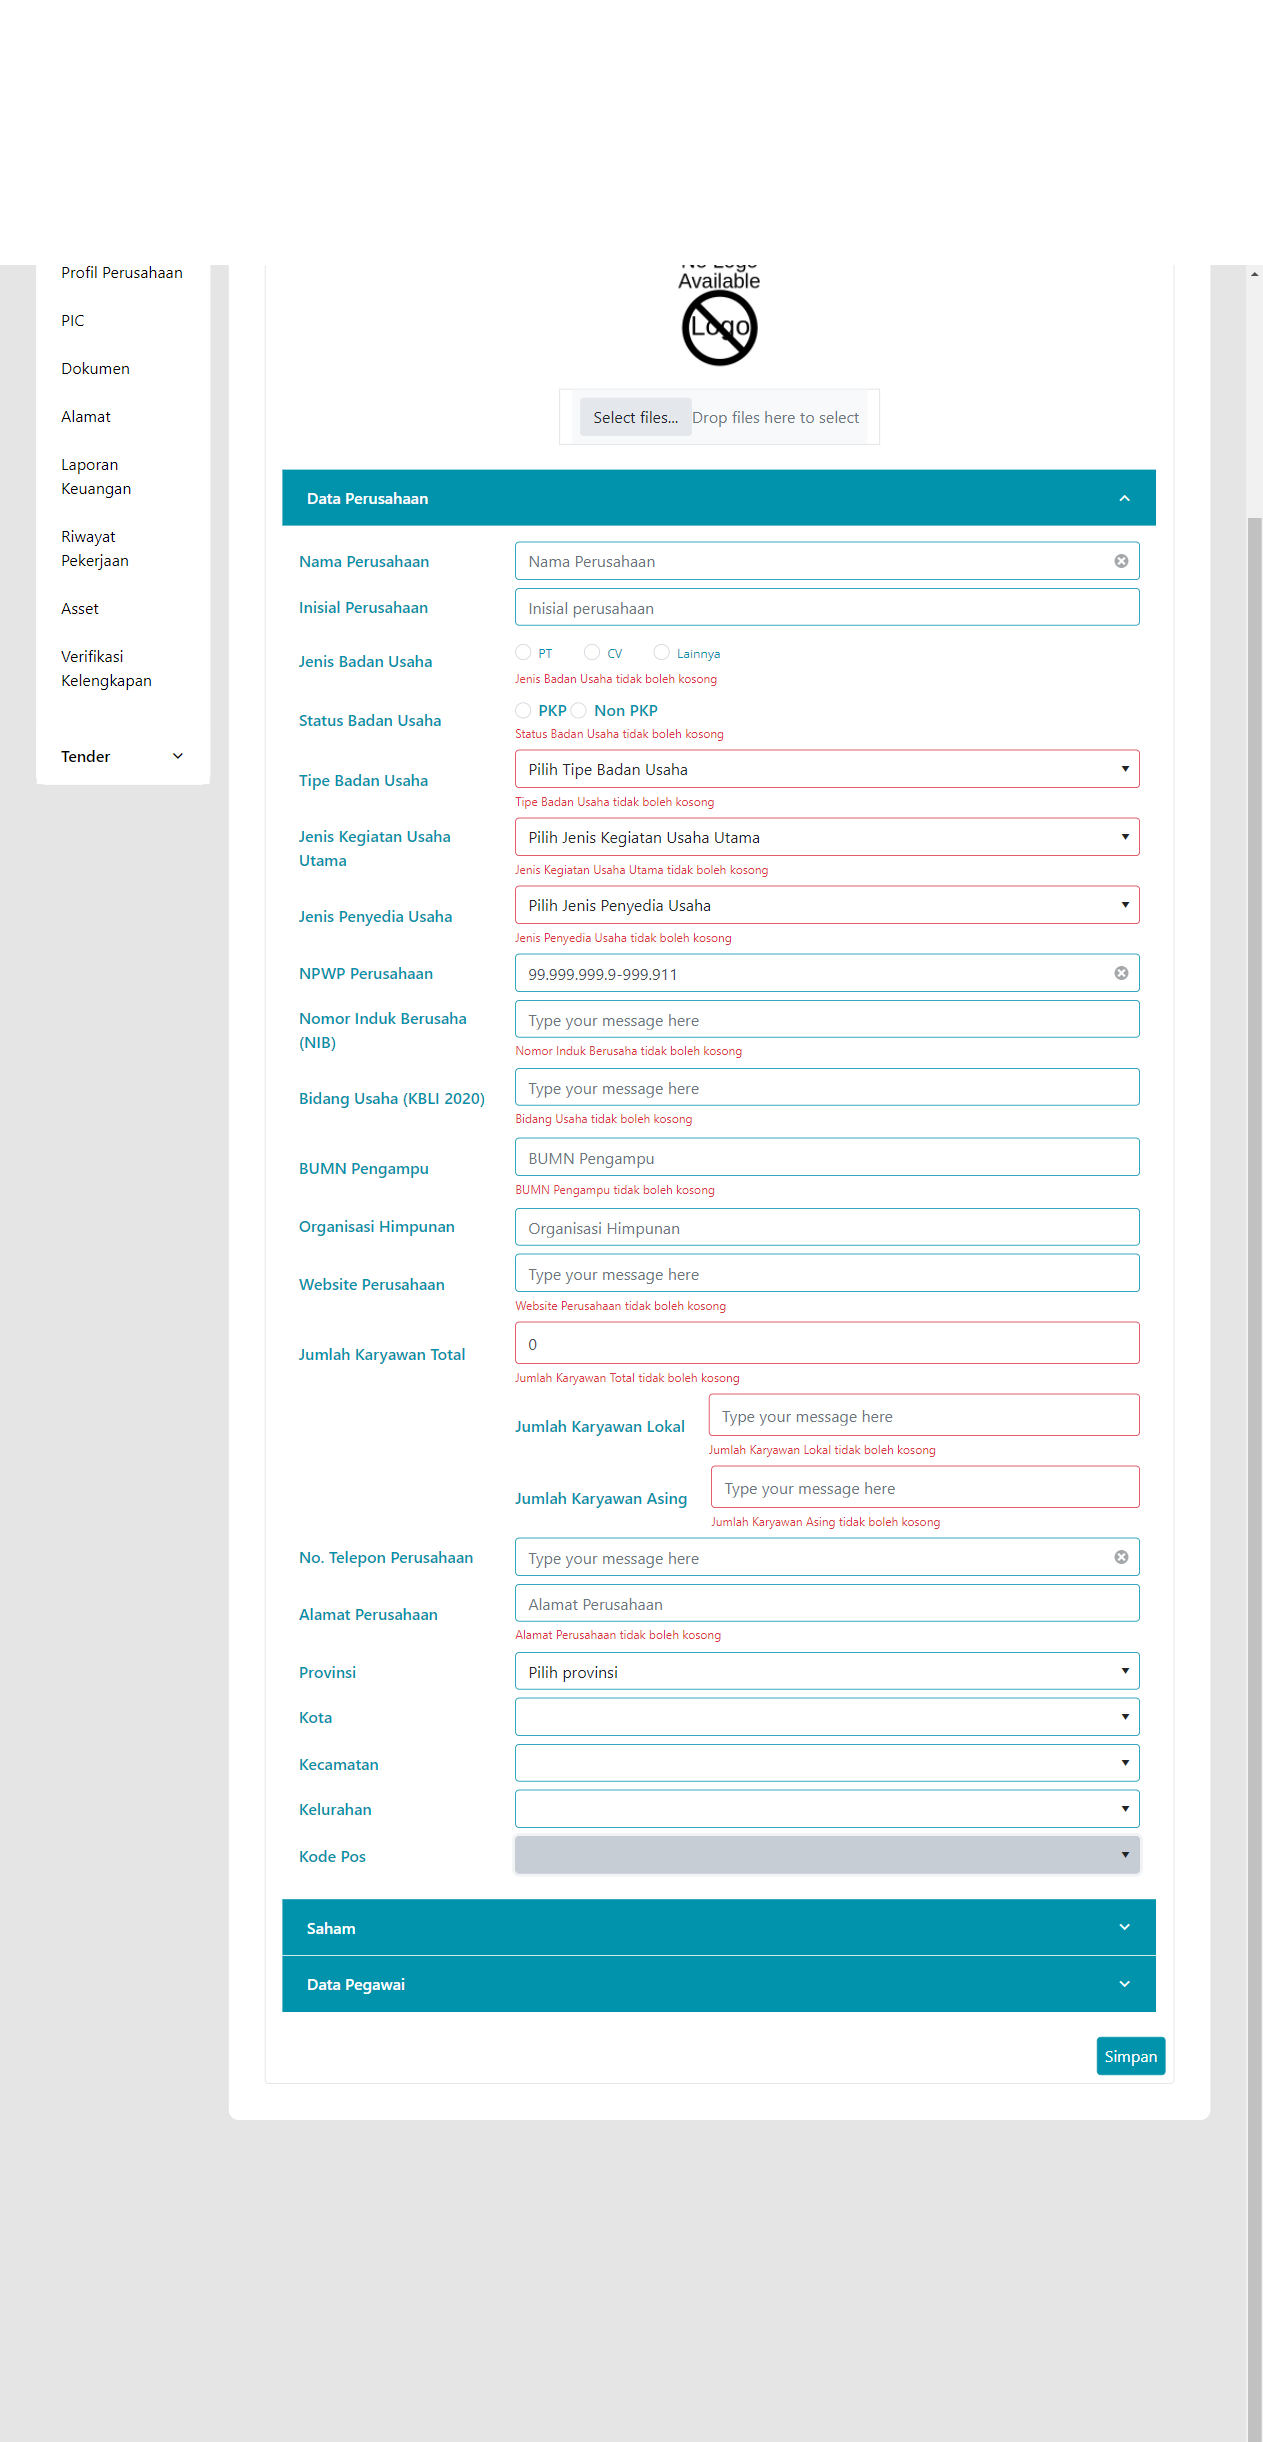 Profil Perusahaan
PIC
Dokumen
Alamat
Laporan
Keuangan
Riwayat
Pekerjaan
Asset
Verifikasi
Kelengkapan
Tender
No Logo
Available
Logo
Select files... Drop files here to select
Data Perusahaan
Nama Perusahaan Nama Perusahaan
Inisial Perusahaan Inisial perusahaan
Jenis Badan Usaha PT CV Lainnya
Jenis Badan Usaha tidak boleh kosong
Status Badan Usaha PKP Non PKP
Status Badan Usaha tidak boleh kosong
Tipe Badan Usaha Pilih Tipe Badan Usaha
Tipe Badan Usaha tidak boleh kosong
Jenis Kegiatan Usaha
Utama
Pilih Jenis Kegiatan Usaha Utama
Jenis Kegiatan Usaha Utama tidak boleh kosong
Jenis Penyedia Usaha Pilih Jenis Penyedia Usaha
Jenis Penyedia Usaha tidak boleh kosong
NPWP Perusahaan 99.999.999.9-999.911
Nomor Induk Berusaha
(NIB)
Type your message here
Nomor Induk Berusaha tidak boleh kosong
Bidang Usaha (KBLI 2020) Type your message here
Bidang Usaha tidak boleh kosong
BUMN Pengampu BUMN Pengampu
BUMN Pengampu tidak boleh kosong
Organisasi Himpunan Organisasi Himpunan
Website Perusahaan Type your message here
Website Perusahaan tidak boleh kosong
Jumlah Karyawan Total 0
Jumlah Karyawan Total tidak boleh kosong
Jumlah Karyawan Lokal Type your message here
Jumlah Karyawan Lokal tidak boleh kosong
Jumlah Karyawan Asing Type your message here
Jumlah Karyawan Asing tidak boleh kosong
No. Telepon Perusahaan Type your message here
Alamat Perusahaan Alamat Perusahaan
Alamat Perusahaan tidak boleh kosong
Provinsi Pilih provinsi
Kota
Kecamatan
Kelurahan
Kode Pos
Saham
Data Pegawai
Simpan